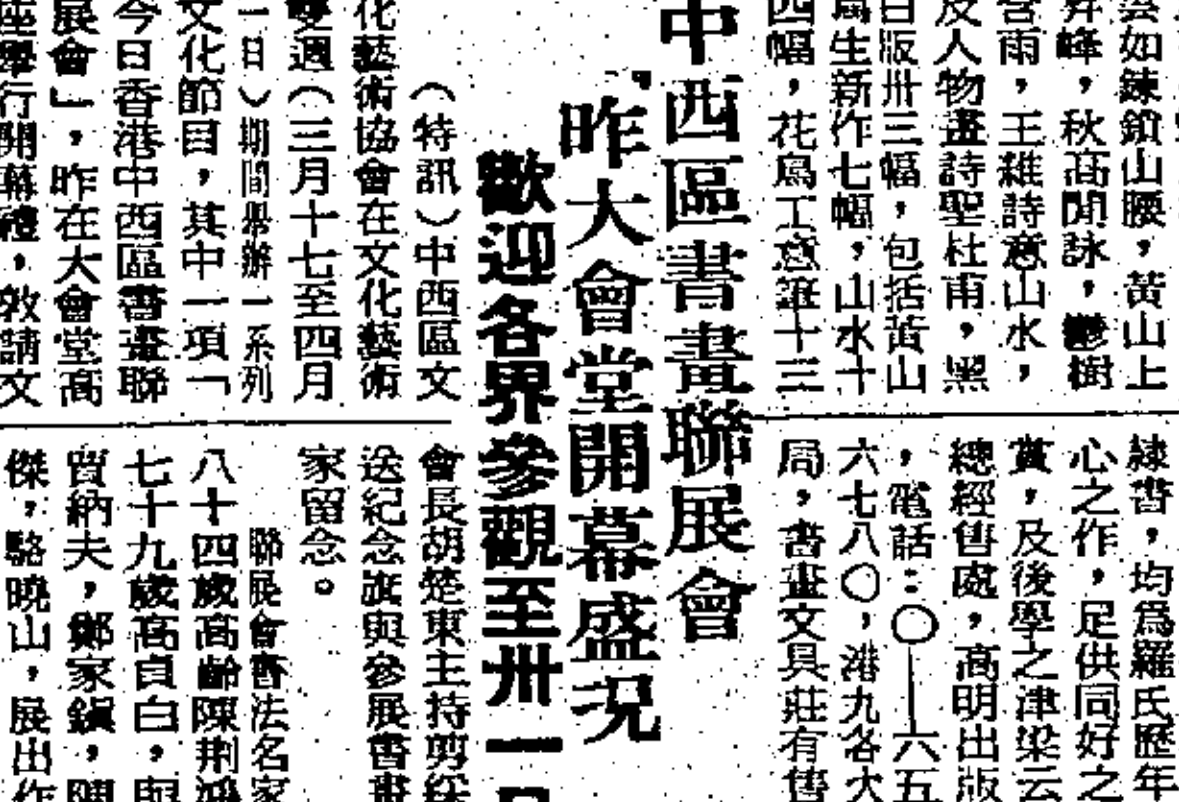 雲如鍊鎖山腰，黃山上
昇峰，秋高閒詠，鬱樹
含雨，王維詩意山水，
及人物畫詩聖杜甫，黑
白版卅三幅，包括黃山
寫生新作七幅，山水十
四幅，花鳥工意筆十三
隸書，均爲羅氏歷年
心之作，足供同好之
賞，及後學之津梁云
總經售處，高明出版
，電話：〇—六五
六七八〇，港九各大
局，書畫文具莊有售
中西區書畫聯展會
昨大會堂開幕盛況
歡迎各界參觀至卅一日
（特訊）中西區文
化藝術協會在文化藝術
雙週（三月十七至四月
一日）期間舉辦一系列
文化節目，其中一項「
今日香港中西區書畫聯
展會」，昨在大會堂高
座舉行開幕禮，敦請文
會長胡楚東主持剪綵
送紀念旗與參展書畫
家留念。
聯展會書法名家
八十四歲高齡陳荆鴻
七十九歲高貞白，與
賈納夫，鄭家鎮，陳
傑，駱曉山，展出作